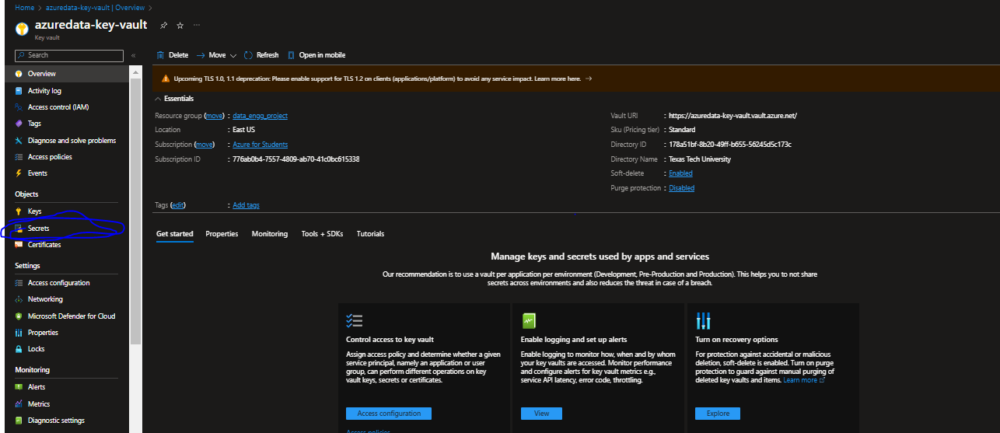 Home > azuredata-key-vault | Overview >
azuredata-key-vault
Key vault
Search
Overview
Activity log
Access control (IAM)
Tags
Diagnose and solve problems
Access policies
Events
Objects
Keys
Secrets
Certificates
Settings
Access configuration
Networking
Microsoft Defender for Cloud
Properties
Locks
Monitoring
Alerts
Metrics
Diagnostic settings
Delete Move Refresh Open in mobile
Upcoming TLS 1.0, 1.1 deprecation: Please enable support for TLS 1.2 on clients (applications/platform) to avoid any service impact. Learn more here. →
Essentials
Resource group (move) : data_engg_project
Location : East US
Subscription (move) : Azure for Students
Subscription ID : 776ab0b4-7557-4809-ab70-41c0bc615338
Vault URI : https://azuredata-key-vault.vault.azure.net/
Sku (Pricing tier) : Standard
Directory ID : 178a51bf-8b20-49ff-b655-56245d5c173c
Directory Name : Texas Tech University
Soft-delete : Enabled
Purge protection : Disabled
Tags (edit) : Add tags
Get started Properties Monitoring Tools + SDKs Tutorials
Manage keys and secrets used by apps and services
Our recommendation is to use a vault per application per environment (Development, Pre-Production and Production). This helps you to not share
secrets across environments and also reduces the threat in case of a breach.
Control access to key vault
Assign access policy and determine whether a given
service principal, namely an application or user
group, can perform different operations on key
vault keys, secrets or certificates.
Access configuration
Access policies
Enable logging and set up alerts
Enable logging to monitor how, when and by whom
your key vaults are accessed. Monitor performance
and configure alerts for key vault metrics e.g.,
service API latency, error code, throttling.
View
Turn on recovery options
For protection against accidental or malicious
deletion, soft-delete is enabled. Turn on purge
protection to guard against manual purging of
deleted key vaults and items. Learn more
Explore